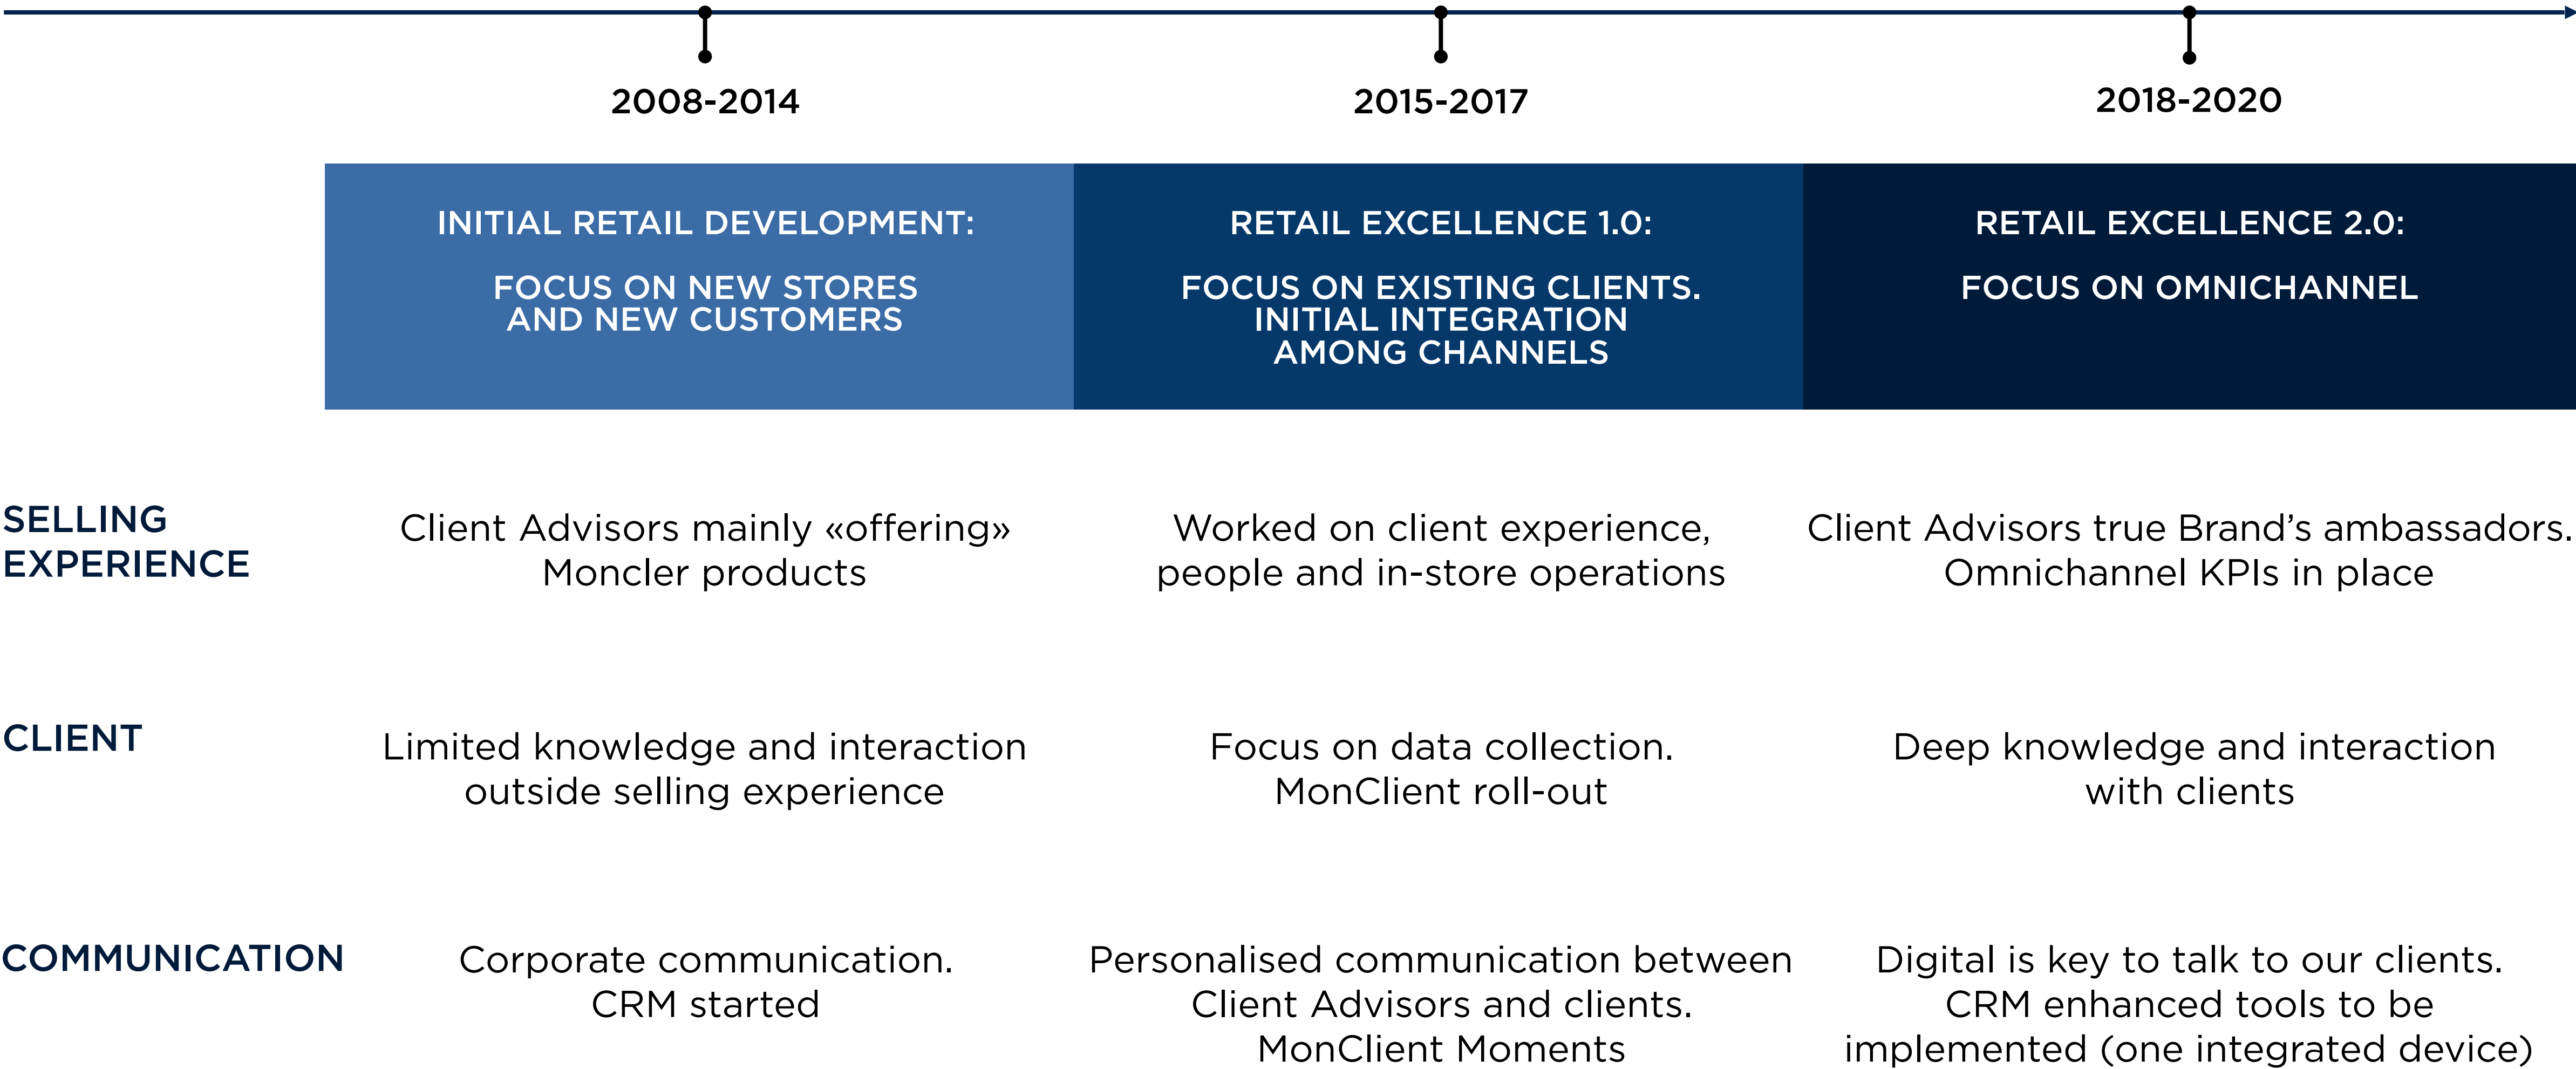 2008-2014
2015-2017
2018-2020
INITIAL RETAIL DEVELOPMENT:
FOCUS ON NEW STORES
AND NEW CUSTOMERS
RETAIL EXCELLENCE 1.0:
FOCUS ON EXISTING CLIENTS.
INITIAL INTEGRATION
AMONG CHANNELS
RETAIL EXCELLENCE 2.0:
FOCUS ON OMNICHANNEL
SELLING
EXPERIENCE
Client Advisors mainly «offering»
Moncler products
Worked on client experience,
people and in-store operations
Client Advisors true Brand’s ambassadors.
Omnichannel KPIs in place
CLIENT
Limited knowledge and interaction
outside selling experience
Focus on data collection.
MonClient roll-out
Deep knowledge and interaction
with clients
COMMUNICATION
Corporate communication.
CRM started
Personalised communication between
Client Advisors and clients.
MonClient Moments
Digital is key to talk to our clients.
CRM enhanced tools to be
implemented (one integrated device)